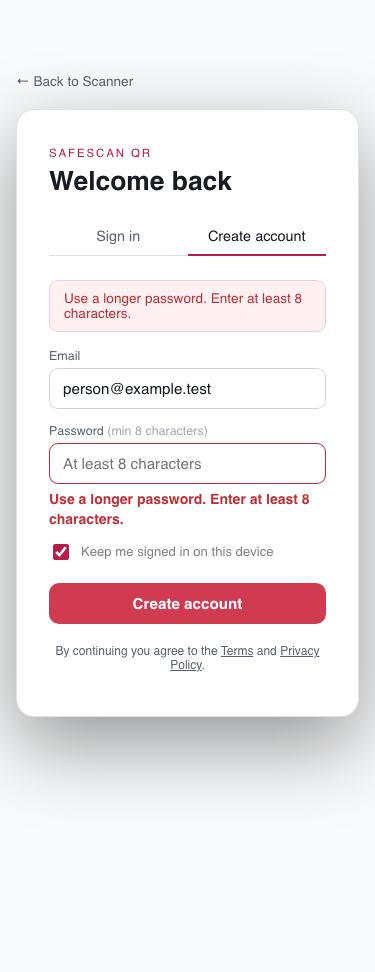 ← Back to Scanner
SAFESCAN QR
Welcome back
Sign in
Create account
Use a longer password. Enter at least 8
characters.
Email
person@example.test
Password (min 8 characters)
At least 8 characters
Use a longer password. Enter at least 8
characters.
Keep me signed in on this device
Create account
By continuing you agree to the Terms and Privacy
Policy.